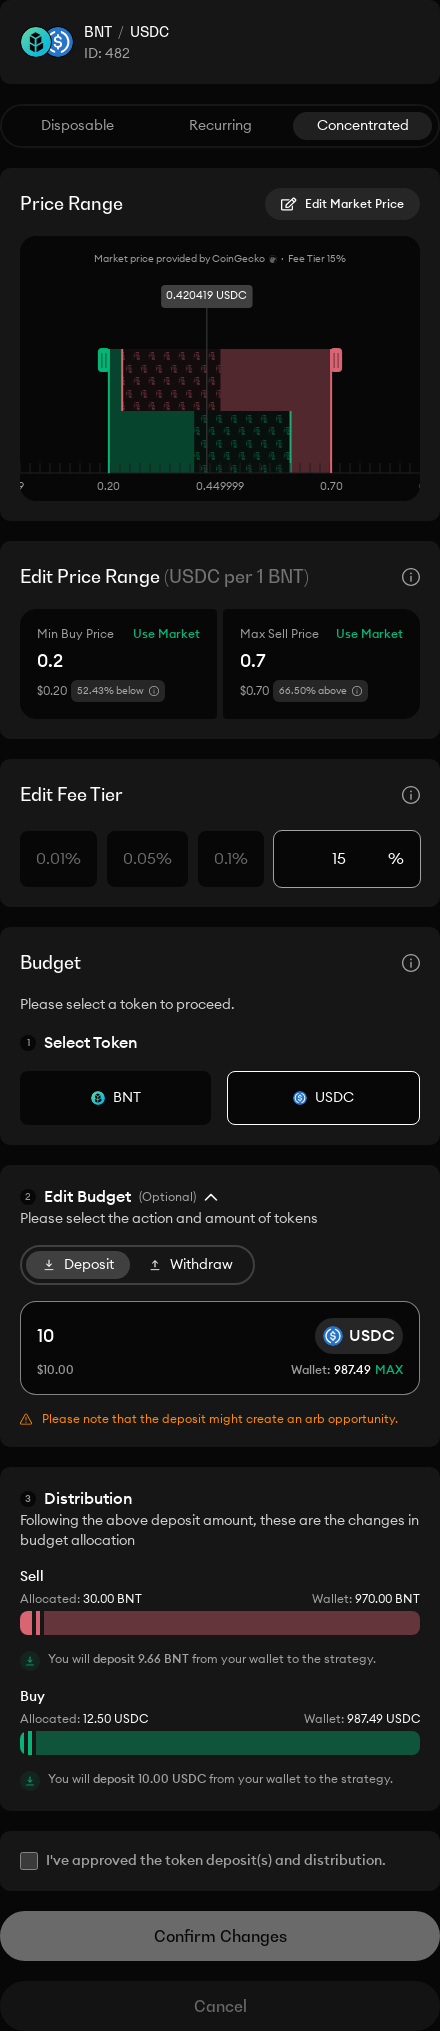 BNT / USDC
ID: 482
Disposable
Recurring
Concentrated
Price Range
Edit Market Price
Market price provided by CoinGecko · Fee Tier 15%
0.420419 USDC
9
0.20
0.449999
0.70
Edit Price Range (USDC per 1 BNT)
Min Buy Price
Use Market
0.2
$0.20
52.43% below
Max Sell Price
Use Market
0.7
$0.70
66.50% above
Edit Fee Tier
0.01%
0.05%
0.1%
15 %
Budget
Please select a token to proceed.
1 Select Token
BNT
USDC
2 Edit Budget (Optional)
Please select the action and amount of tokens
Deposit
Withdraw
10
USDC
$10.00
Wallet: 987.49 MAX
Please note that the deposit might create an arb opportunity.
3 Distribution
Following the above deposit amount, these are the changes in
budget allocation
Sell
Allocated: 30.00 BNT
Wallet: 970.00 BNT
You will deposit 9.66 BNT from your wallet to the strategy.
Buy
Allocated: 12.50 USDC
Wallet: 987.49 USDC
You will deposit 10.00 USDC from your wallet to the strategy.
I've approved the token deposit(s) and distribution.
Confirm Changes
Cancel